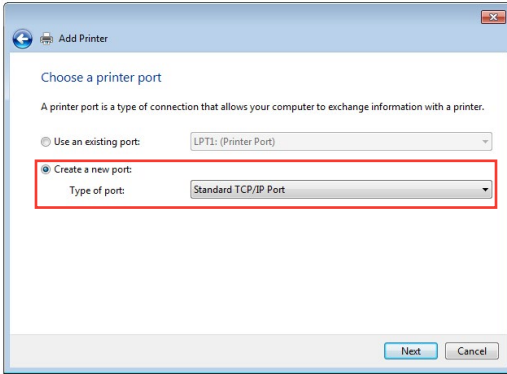 Add Printer
Choose a printer port
A printer port is a type of connection that allows your computer to exchange information with a printer.
Use an existing port: LPT1: (Printer Port)
Create a new port:
Type of port: Standard TCP/IP Port
Next Cancel